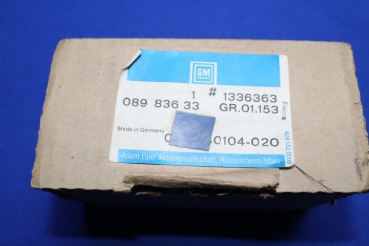 GM
1 # 1336363
089 836 33 GR.01.153
Made in Germany
0104-020
Adam Opel Aktiengesellschaft, Rüsselsheim/Main